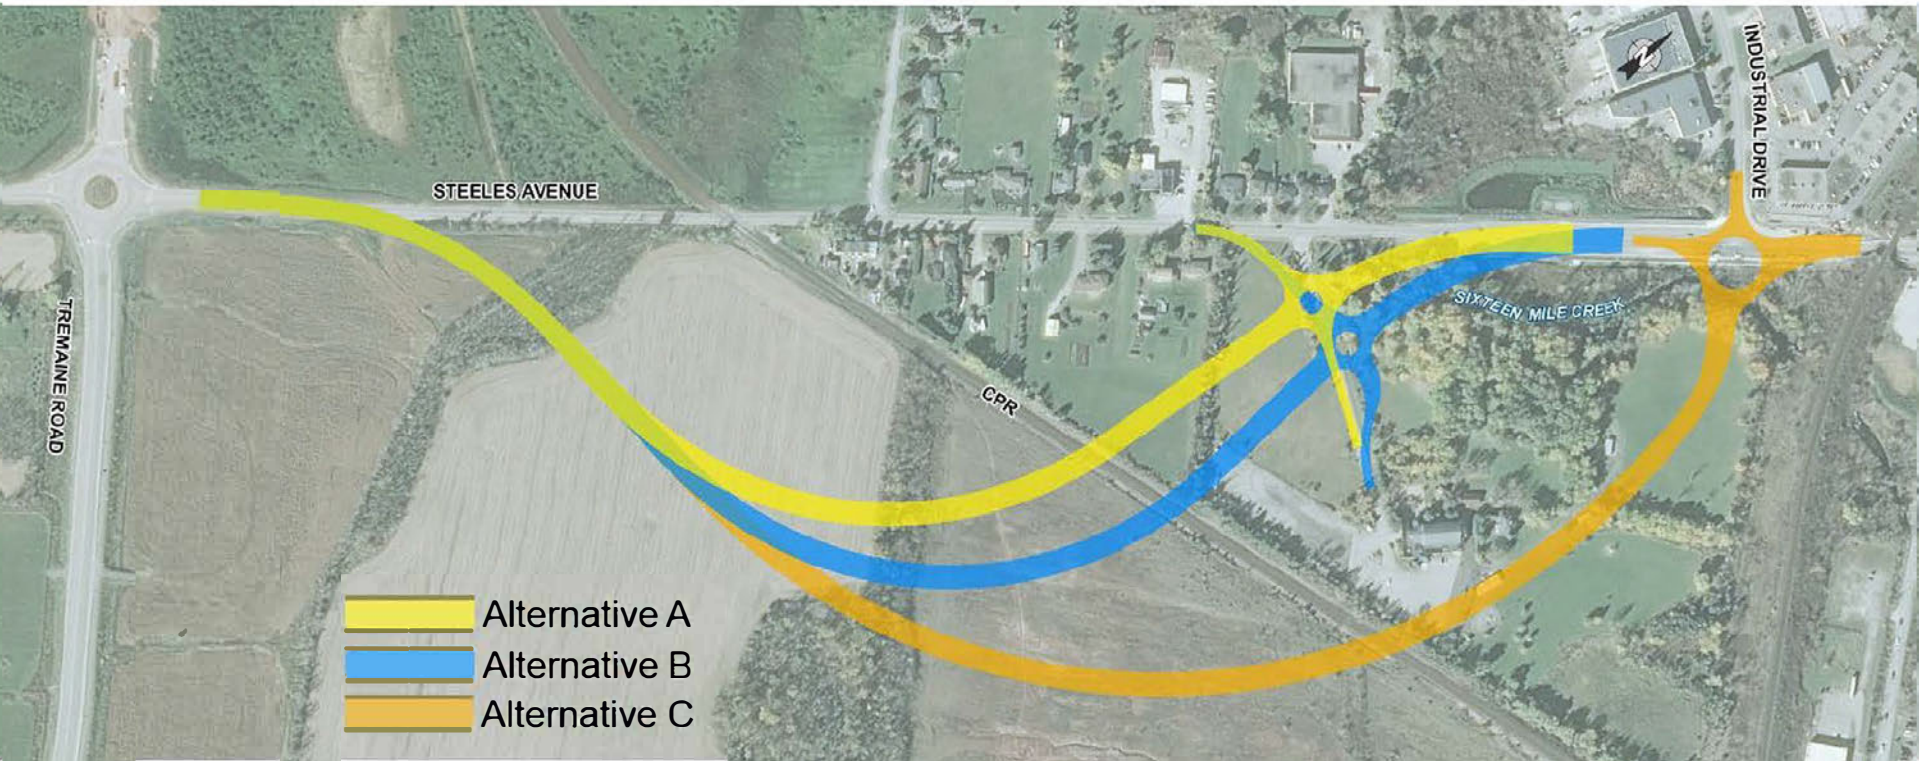 INDUSTRIAL DRIVE
N
STEELES AVENUE
TREMAINE ROAD
SIXTEEN MILE CREEK
CPR
Alternative A
Alternative B
Alternative C